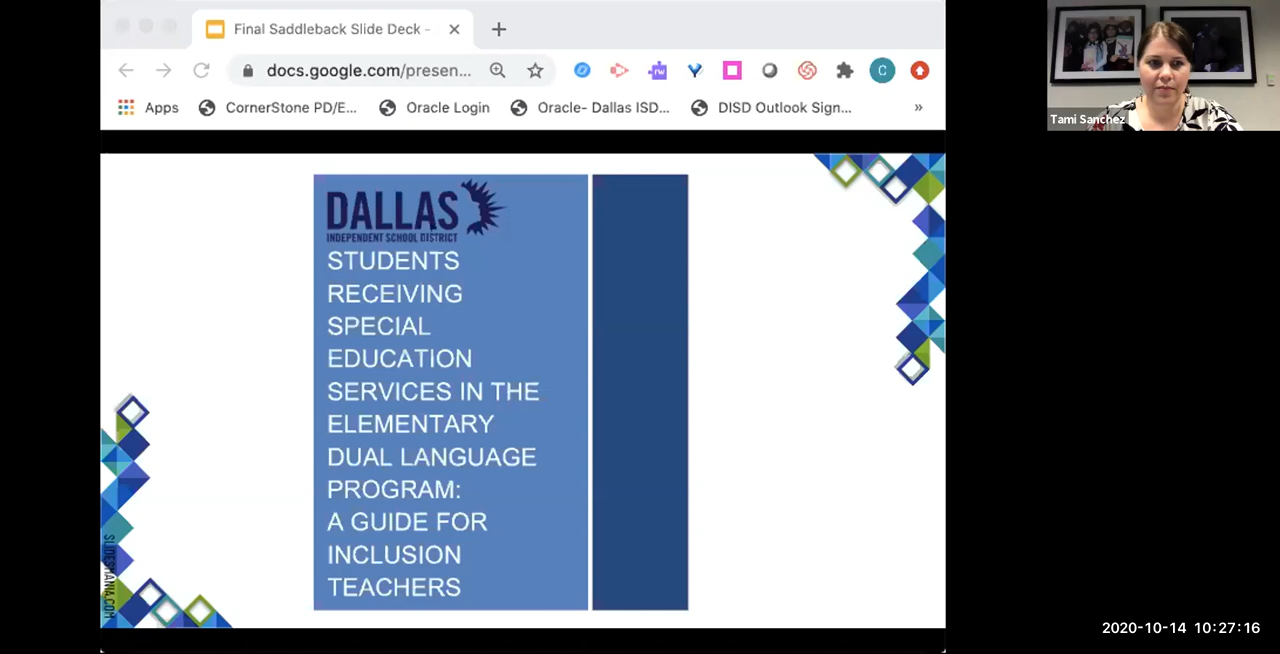 Final Saddleback Slide Deck -
docs.google.com/presen...
Apps
CornerStone PD/E...
Oracle Login
Oracle- Dallas ISD...
DISD Outlook Sign...
»
Tami Sanchez
DALLAS
INDEPENDENT SCHOOL DISTRICT
STUDENTS
RECEIVING
SPECIAL
EDUCATION
SERVICES IN THE
ELEMENTARY
DUAL LANGUAGE
PROGRAM:
A GUIDE FOR
INCLUSION
TEACHERS
SLIDESMANIA.COM
2020-10-14 10:27:16